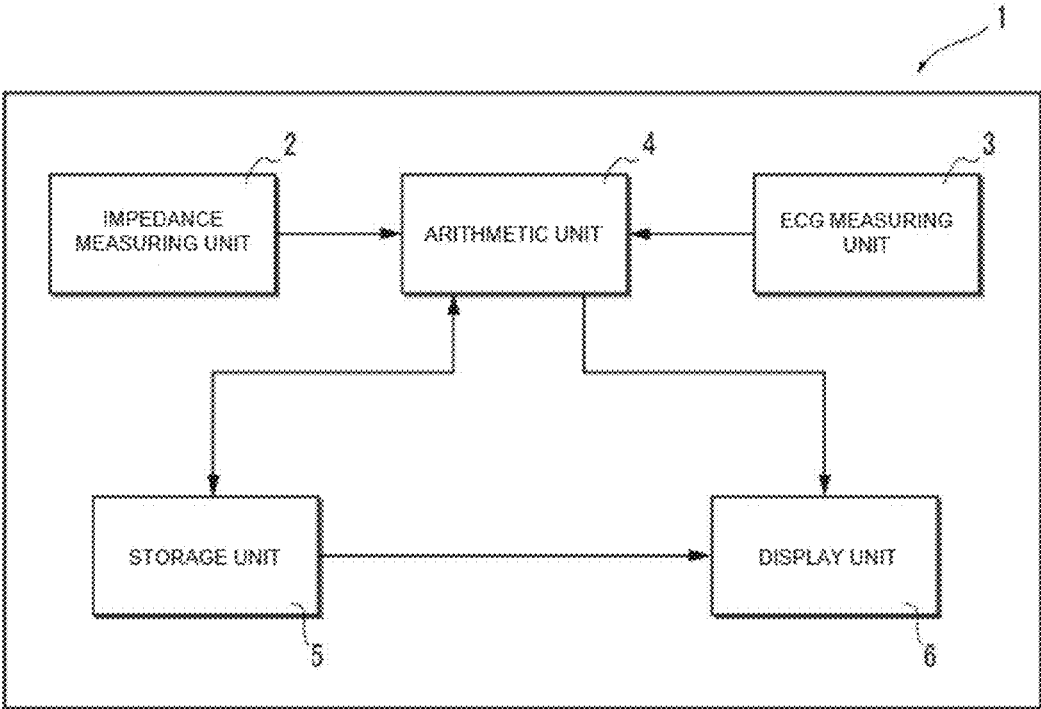 1
2
4
3
IMPEDANCE
MEASURING UNIT
ARITHMETIC UNIT
ECG MEASURING
UNIT
STORAGE UNIT
DISPLAY UNIT
5
6